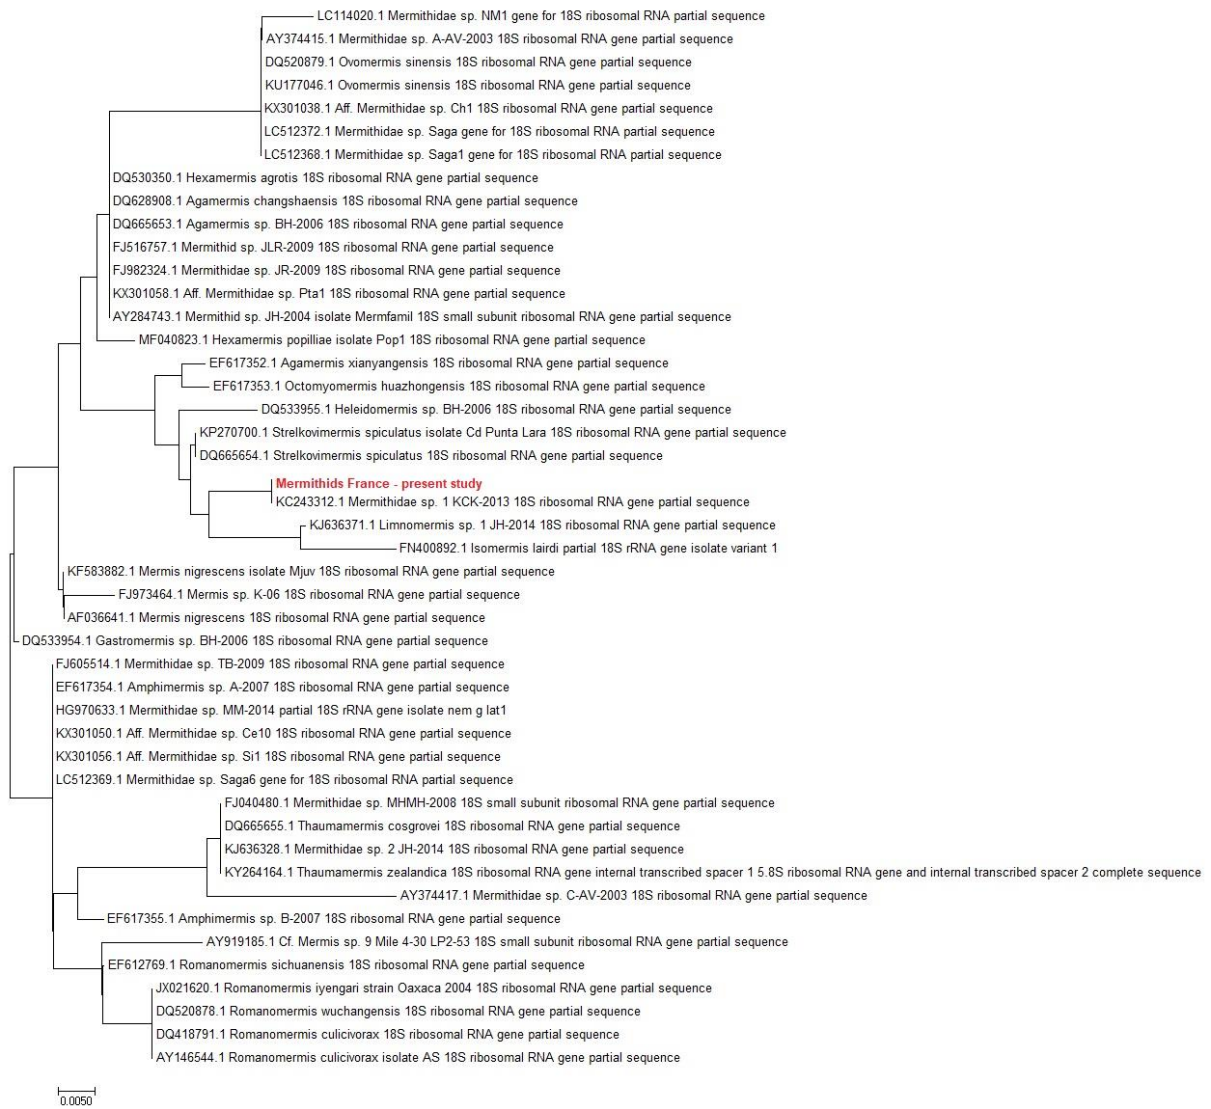 LC114020.1 Mermithidae sp. NM1 gene for 18S ribosomal RNA partial sequence
AY374415.1 Mermithidae sp. A-AV-2003 18S ribosomal RNA gene partial sequence
DQ520879.1 Ovomermis sinensis 18S ribosomal RNA gene partial sequence
KU177046.1 Ovomermis sinensis 18S ribosomal RNA gene partial sequence
KX301038.1 Aff. Mermithidae sp. Ch1 18S ribosomal RNA gene partial sequence
LC512372.1 Mermithidae sp. Saga gene for 18S ribosomal RNA partial sequence
LC512368.1 Mermithidae sp. Saga1 gene for 18S ribosomal RNA partial sequence
DQ530350.1 Hexamermis agrotis 18S ribosomal RNA gene partial sequence
DQ628908.1 Agamermis changshaensis 18S ribosomal RNA gene partial sequence
DQ665653.1 Agamermis sp. BH-2006 18S ribosomal RNA gene partial sequence
FJ516757.1 Mermithid sp. JLR-2009 18S ribosomal RNA gene partial sequence
FJ982324.1 Mermithidae sp. JR-2009 18S ribosomal RNA gene partial sequence
KX301058.1 Aff. Mermithidae sp. Pta1 18S ribosomal RNA gene partial sequence
AY284743.1 Mermithid sp. JH-2004 isolate Mermfamil 18S small subunit ribosomal RNA gene partial sequence
MF040823.1 Hexamermis popilliae isolate Pop1 18S ribosomal RNA gene partial sequence
EF617352.1 Agamermis xianyangensis 18S ribosomal RNA gene partial sequence
EF617353.1 Octomyomermis huazhongensis 18S ribosomal RNA gene partial sequence
DQ533955.1 Heleidomermis sp. BH-2006 18S ribosomal RNA gene partial sequence
KP270700.1 Strelkovimermis spiculatus isolate Cd Punta Lara 18S ribosomal RNA gene partial sequence
DQ665654.1 Strelkovimermis spiculatus 18S ribosomal RNA gene partial sequence
Mermithids France - present study
KC243312.1 Mermithidae sp. 1 KCK-2013 18S ribosomal RNA gene partial sequence
KJ636371.1 Limnomermis sp. 1 JH-2014 18S ribosomal RNA gene partial sequence
FN400892.1 Isomermis lairdi partial 18S rRNA gene isolate variant 1
KF583882.1 Mermis nigrescens isolate Mjuv 18S ribosomal RNA gene partial sequence
FJ973464.1 Mermis sp. K-06 18S ribosomal RNA gene partial sequence
AF036641.1 Mermis nigrescens 18S ribosomal RNA gene partial sequence
DQ533954.1 Gastromermis sp. BH-2006 18S ribosomal RNA gene partial sequence
FJ605514.1 Mermithidae sp. TB-2009 18S ribosomal RNA gene partial sequence
EF617354.1 Amphimermis sp. A-2007 18S ribosomal RNA gene partial sequence
HG970633.1 Mermithidae sp. MM-2014 partial 18S rRNA gene isolate nem g lat1
KX301050.1 Aff. Mermithidae sp. Ce10 18S ribosomal RNA gene partial sequence
KX301056.1 Aff. Mermithidae sp. Si1 18S ribosomal RNA gene partial sequence
LC512369.1 Mermithidae sp. Saga6 gene for 18S ribosomal RNA partial sequence
FJ040480.1 Mermithidae sp. MHMH-2008 18S small subunit ribosomal RNA gene partial sequence
DQ665655.1 Thaumamermis cosgrovei 18S ribosomal RNA gene partial sequence
KJ636328.1 Mermithidae sp. 2 JH-2014 18S ribosomal RNA gene partial sequence
KY264164.1 Thaumamermis zealandica 18S ribosomal RNA gene internal transcribed spacer 1 5.8S ribosomal RNA gene and internal transcribed spacer 2 complete sequence
AY374417.1 Mermithidae sp. C-AV-2003 18S ribosomal RNA gene partial sequence
EF617355.1 Amphimermis sp. B-2007 18S ribosomal RNA gene partial sequence
AY919185.1 Cf. Mermis sp. 9 Mile 4-30 LP2-53 18S small subunit ribosomal RNA gene partial sequence
EF612769.1 Romanomermis sichuanensis 18S ribosomal RNA gene partial sequence
JX021620.1 Romanomermis iyengari strain Oaxaca 2004 18S ribosomal RNA gene partial sequence
DQ520878.1 Romanomermis wuchangensis 18S ribosomal RNA gene partial sequence
DQ418791.1 Romanomermis culicivorax 18S ribosomal RNA gene partial sequence
AY146544.1 Romanomermis culicivorax isolate AS 18S ribosomal RNA gene partial sequence
0.0050